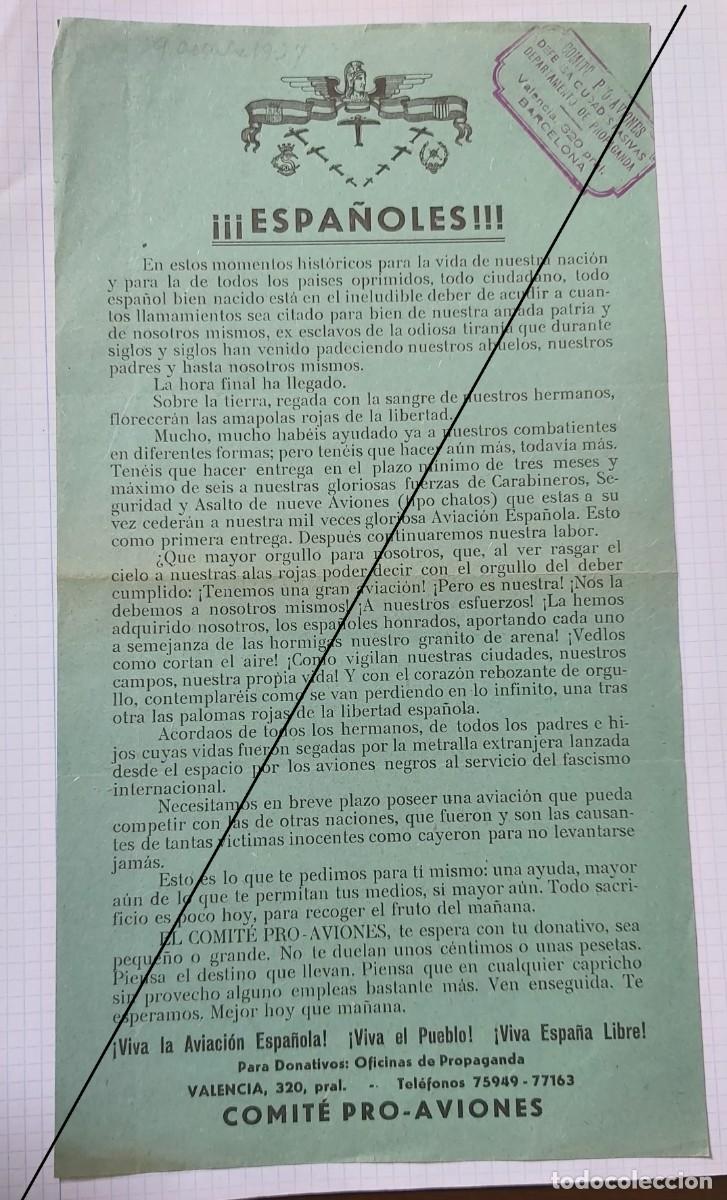 COMITÉ PRO-AVIONES
DEPARTAMENTO DE PROPAGANDA
Valencia, 320 pral.
BARCELONA
¡¡¡ESPAÑOLES!!!
En estos momentos históricos para la vida de nuestra nación
y para la de todos los paises oprimidos, todo ciudadano, todo
español bien nacido está en el ineludible deber de acudir a cuan-
tos llamamientos sea citado para bien de nuestra amada patria y
de nosotros mismos, ex esclavos de la odiosa tirania que durante
siglos y siglos han venido padeciendo nuestros abuelos, nuestros
padres y hasta nosotros mismos.
La hora final ha llegado.
Sobre la tierra, regada con la sangre de nuestros hermanos,
florecerán las amapolas rojas de la libertad.
Mucho, mucho habéis ayudado ya a nuestros combatientes
en diferentes formas; pero tenéis que hacer aún más, todavia más.
Tenéis que hacer entrega en el plazo mínimo de tres meses y
máximo de seis a nuestras gloriosas fuerzas de Carabineros, Se-
guridad y Asalto de nueve Aviones (tipo chatos) que estas a su
vez cederán a nuestra mil veces gloriosa Aviación Española. Esto
como primera entrega. Después continuaremos nuestra labor.
¿Que mayor orgullo para nosotros, que, al ver rasgar el
cielo a nuestras alas rojas poder decir con el orgullo del deber
cumplido: ¡Tenemos una gran aviación! ¡Pero es nuestra! ¡Nos la
debemos a nosotros mismos! ¡A nuestros esfuerzos! ¡La hemos
adquirido nosotros, los españoles honrados, aportando cada uno
a semejanza de las hormigas nuestro granito de arena! ¡Vedlos
como cortan el aire! ¡Como vigilan nuestras ciudades, nuestros
campos, nuestra propia vida! Y con el corazón rebozante de orgu-
llo, contemplaréis como se van perdiendo en lo infinito, una tras
otra las palomas rojas de la libertad española.
Acordaos de todos los hermanos, de todos los padres e hi-
jos cuyas vidas fueron segadas por la metralla extranjera lanzada
desde el espacio por los aviones negros al servicio del fascismo
internacional.
Necesitamos en breve plazo poseer una aviación que pueda
competir con las de otras naciones, que fueron y son las causan-
tes de tantas victimas inocentes como cayeron para no levantarse
jamás.
Esto es lo que te pedimos para tí mismo: una ayuda, mayor
aún de lo que te permitan tus medios, si mayor aún. Todo sacri-
ficio es poco hoy, para recoger el fruto del mañana.
EL COMITÉ PRO-AVIONES, te espera con tu donativo, sea
pequeño o grande. No te duelan unos céntimos o unas pesetas.
Piensa el destino que llevan. Piensa que en cualquier capricho
sin provecho alguno empleas bastante más. Ven enseguida. Te
esperamos. Mejor hoy que mañana.
¡Viva la Aviación Española! ¡Viva el Pueblo! ¡Viva España Libre!
Para Donativos: Oficinas de Propaganda
VALENCIA, 320, pral. - Teléfonos 75949 - 77163
COMITÉ PRO-AVIONES
todocoleccion